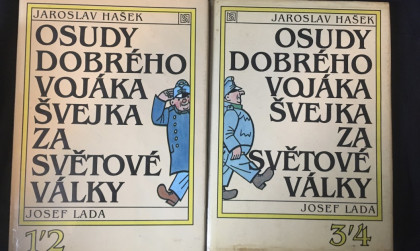 JAROSLAV HAŠEK
OSUDY
DOBRÉHO
VOJÁKA
ŠVEJKA
ZA
SVĚTOVÉ
VÁLKY
JOSEF LADA
1'2
JAROSLAV HAŠEK
OSUDY
DOBRÉHO
VOJÁKA
ŠVEJKA
ZA
SVĚTOVÉ
VÁLKY
JOSEF LADA
3'4